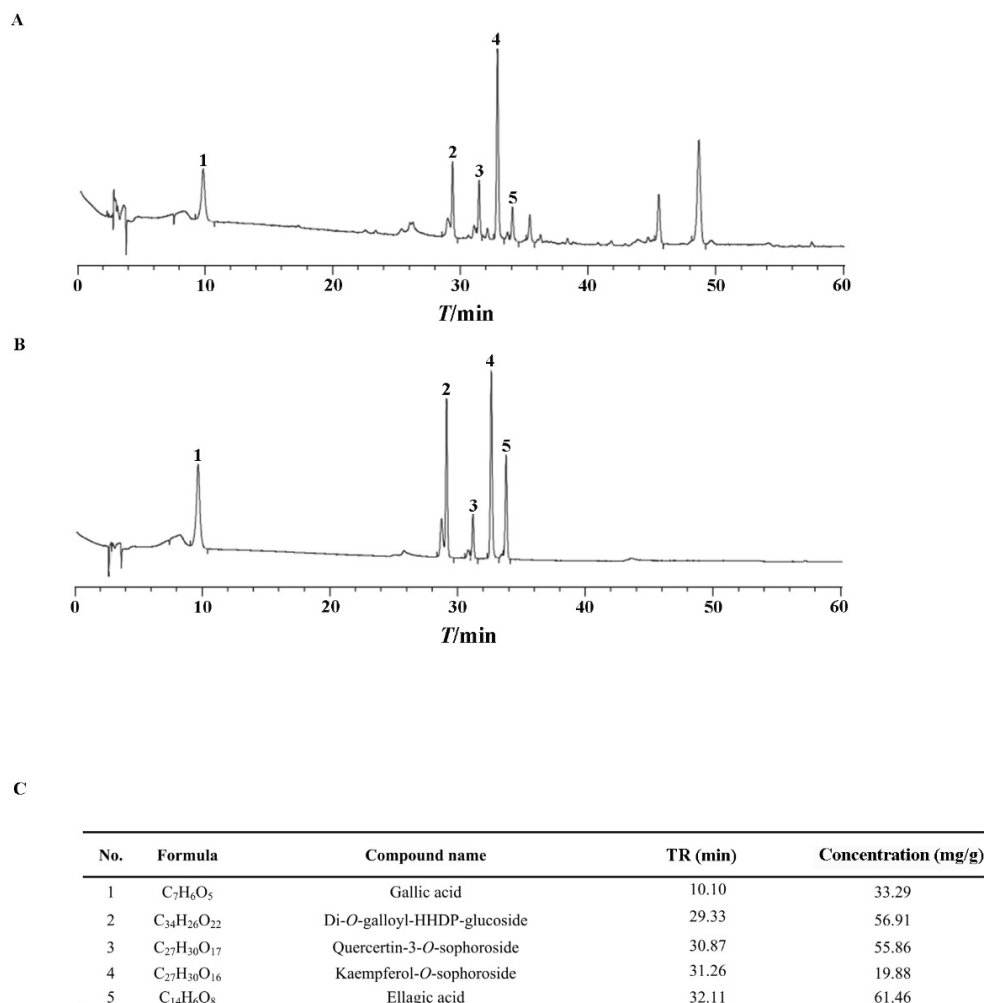 A
4
1
2
3
5
0 10 20 30 40 50 60
T/min
B
4
2
5
1
3
0 10 20 30 40 50 60
T/min
C
No. Formula Compound name TR (min) Concentration (mg/g)
1 C₇H₆O₅ Gallic acid 10.10 33.29
2 C₃₄H₂₆O₂₂ Di-O-galloyl-HHDP-glucoside 29.33 56.91
3 C₂₇H₃₀O₁₇ Quercertin-3-O-sophoroside 30.87 55.86
4 C₂₇H₃₀O₁₆ Kaempferol-O-sophoroside 31.26 19.88
5 C₁₄H₆O₈ Ellagic acid 32.11 61.46